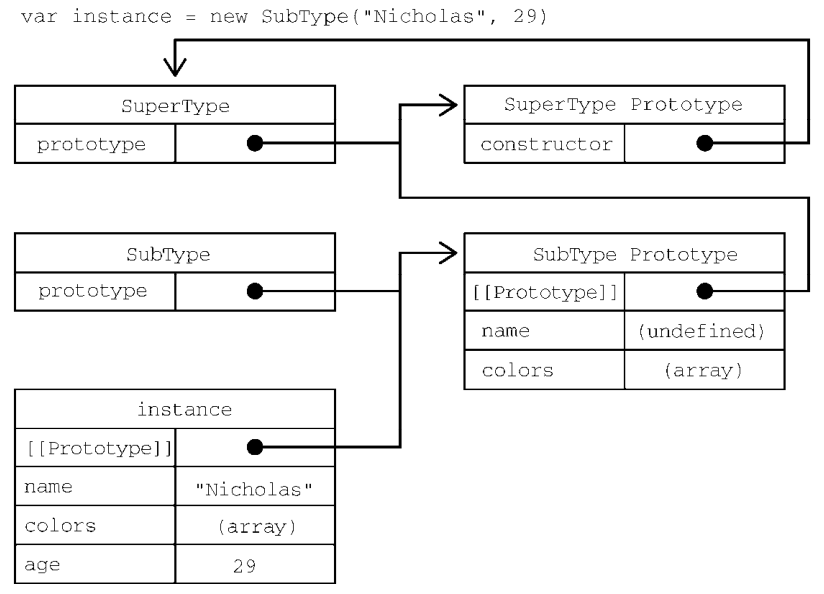 var instance = new SubType("Nicholas", 29)
SuperType
prototype
SuperType Prototype
constructor
SubType
prototype
SubType Prototype
[[Prototype]]
name (undefined)
colors (array)
instance
[[Prototype]]
name "Nicholas"
colors (array)
age 29